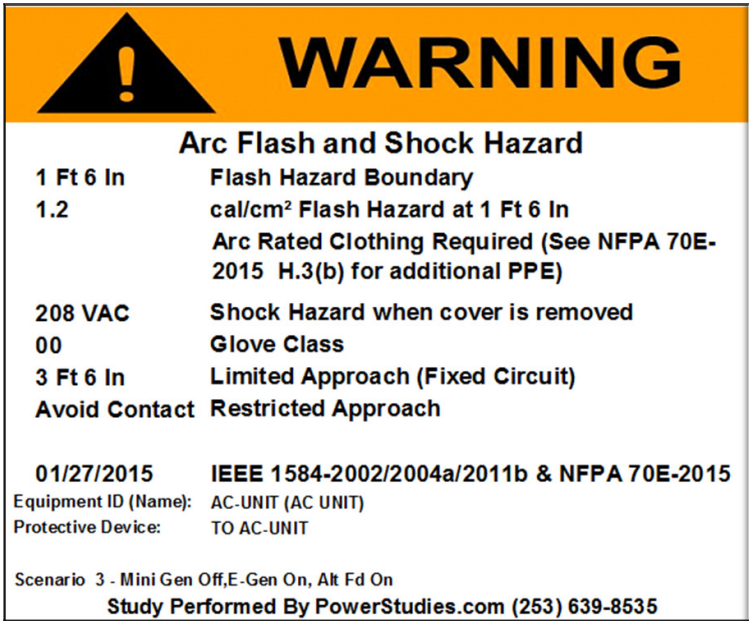 ! WARNING
Arc Flash and Shock Hazard
1 Ft 6 In Flash Hazard Boundary
1.2 cal/cm² Flash Hazard at 1 Ft 6 In
Arc Rated Clothing Required (See NFPA 70E-
2015 H.3(b) for additional PPE)
208 VAC Shock Hazard when cover is removed
00 Glove Class
3 Ft 6 In Limited Approach (Fixed Circuit)
Avoid Contact Restricted Approach
01/27/2015 IEEE 1584-2002/2004a/2011b & NFPA 70E-2015
Equipment ID (Name): AC-UNIT (AC UNIT)
Protective Device: TO AC-UNIT
Scenario 3 - Mini Gen Off,E-Gen On, Alt Fd On
Study Performed By PowerStudies.com (253) 639-8535